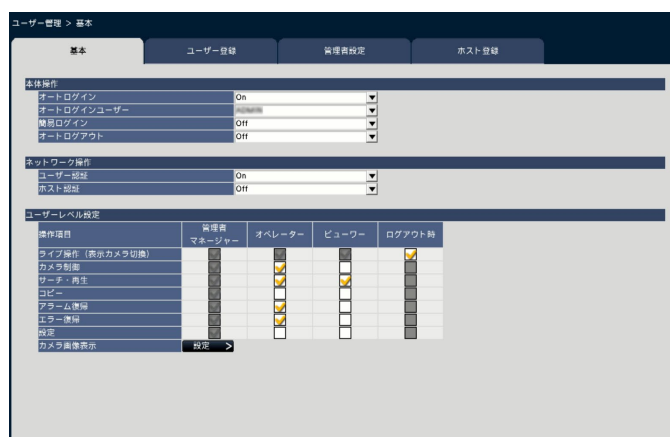 ユーザー管理 > 基本
基本 ユーザー登録 管理者設定 ホスト登録
本体操作
オートログイン On
オートログインユーザー
簡易ログイン Off
オートログアウト Off
ネットワーク操作
ユーザー認証 On
ホスト認証 Off
ユーザーレベル設定
操作項目 管理者 マネージャー オペレーター ビューワー ログアウト時
ライブ操作（表示カメラ切換）
カメラ制御
サーチ・再生
コピー
アラーム復帰
エラー復帰
設定
カメラ画像表示 設定 >